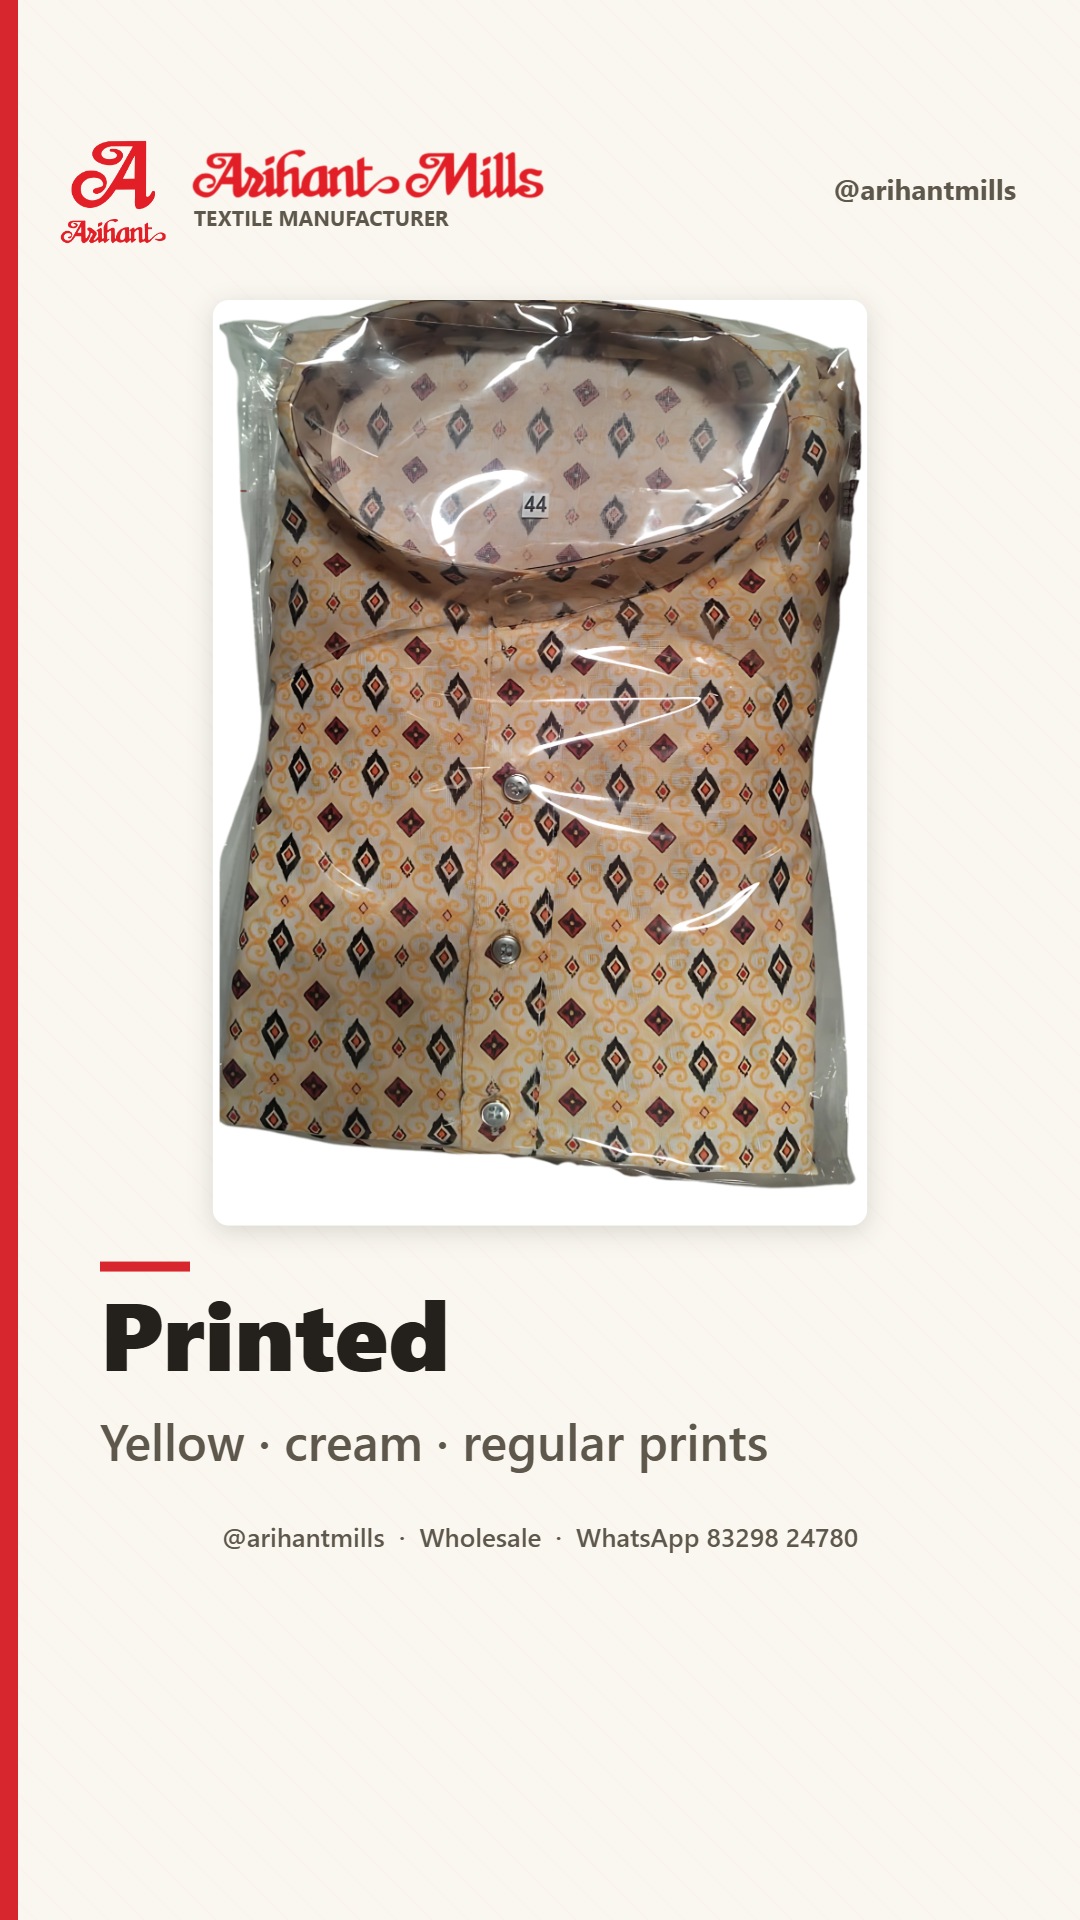 A
Arihant
Arihant Mills
TEXTILE MANUFACTURER
@arihantmills
44
Printed
Yellow · cream · regular prints
@arihantmills · Wholesale · WhatsApp 83298 24780